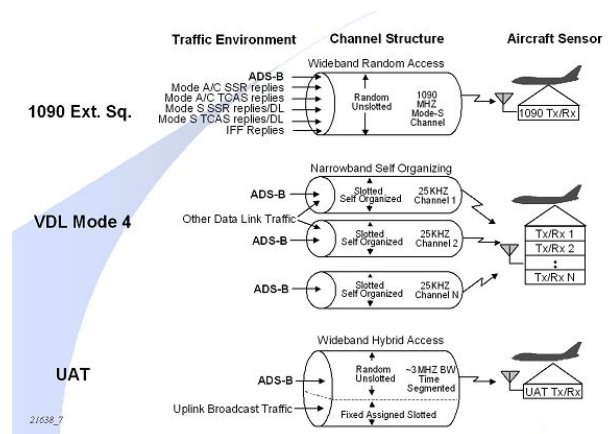 Traffic Environment
Channel Structure
Aircraft Sensor
1090 Ext. Sq.
ADS-B
Mode A/C SSR replies
Mode A/C TCAS replies
Mode S SSR replies/DL
Mode S TCAS replies/DL
IFF Replies
Wideband Random Access
Random
Unslotted
1090
MHZ
Mode-S
Channel
1090 Tx/Rx
VDL Mode 4
Narrowband Self Organizing
ADS-B
Slotted
Self Organized
25KHZ
Channel 1
Other Data Link Traffic
ADS-B
Slotted
Self Organized
25KHZ
Channel 2
ADS-B
Slotted
Self Organized
25KHZ
Channel N
Tx/Rx 1
Tx/Rx 2
:
Tx/Rx N
UAT
Wideband Hybrid Access
ADS-B
Random
Unslotted
~3MHZ BW
Time
Segmented
Uplink Broadcast Traffic
Fixed Assigned Slotted
UAT Tx/Rx
21638_7